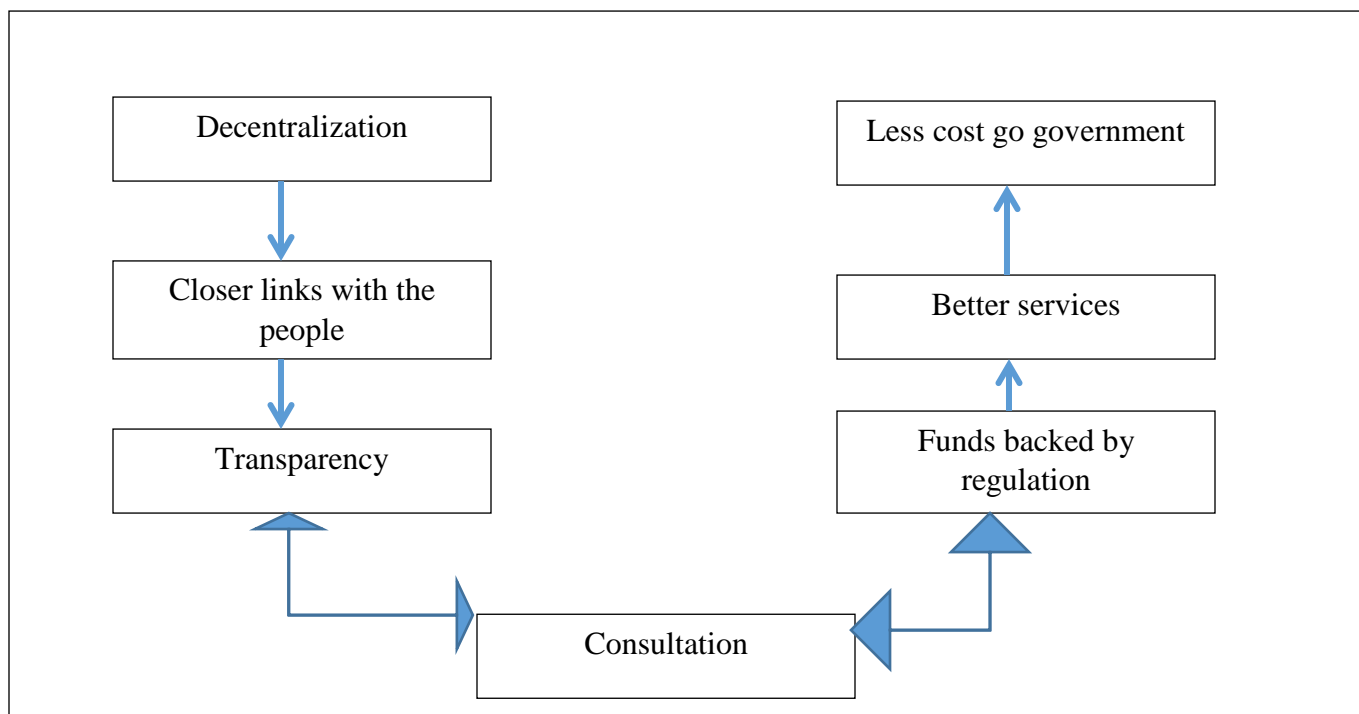 Decentralization
Closer links with the
people
Transparency
Consultation
Funds backed by
regulation
Better services
Less cost go government